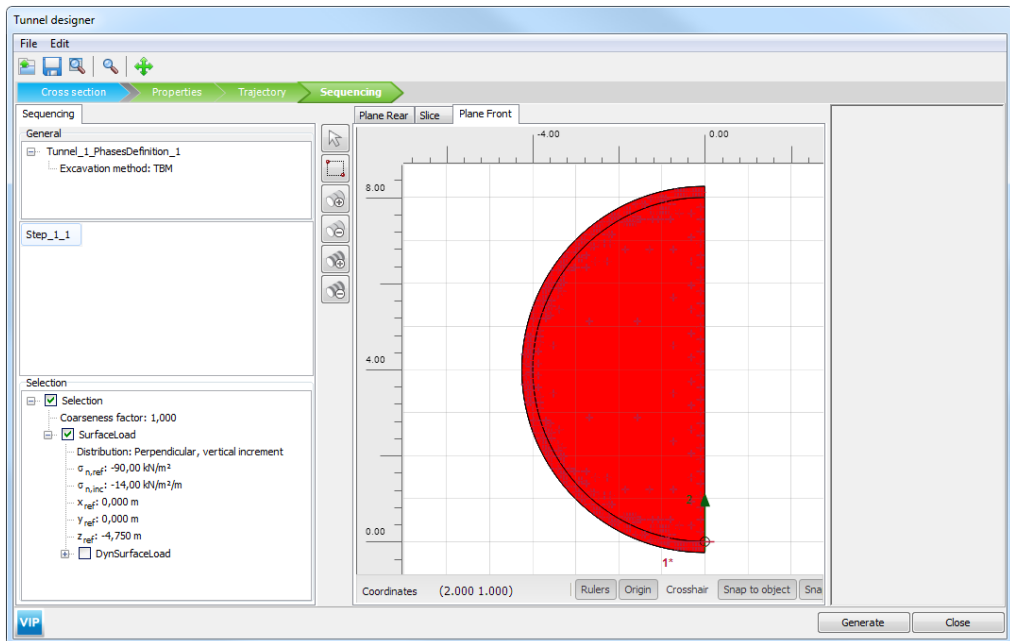 Tunnel designer
File Edit
Cross section Properties Trajectory Sequencing
Sequencing
General
Tunnel_1_PhasesDefinition_1
Excavation method: TBM
Step_1_1
Selection
Selection
Coarseness factor: 1,000
SurfaceLoad
Distribution: Perpendicular, vertical increment
σn,ref: -90,00 kN/m²
σn,inc: -14,00 kN/m²/m
xref: 0,000 m
yref: 0,000 m
zref: -4,750 m
DynSurfaceLoad
Plane Rear Slice Plane Front
-4.00 0.00
8.00
4.00
0.00
2
1*
Coordinates (2.000 1.000) Rulers Origin Crosshair Snap to object Sna
VIP Generate Close